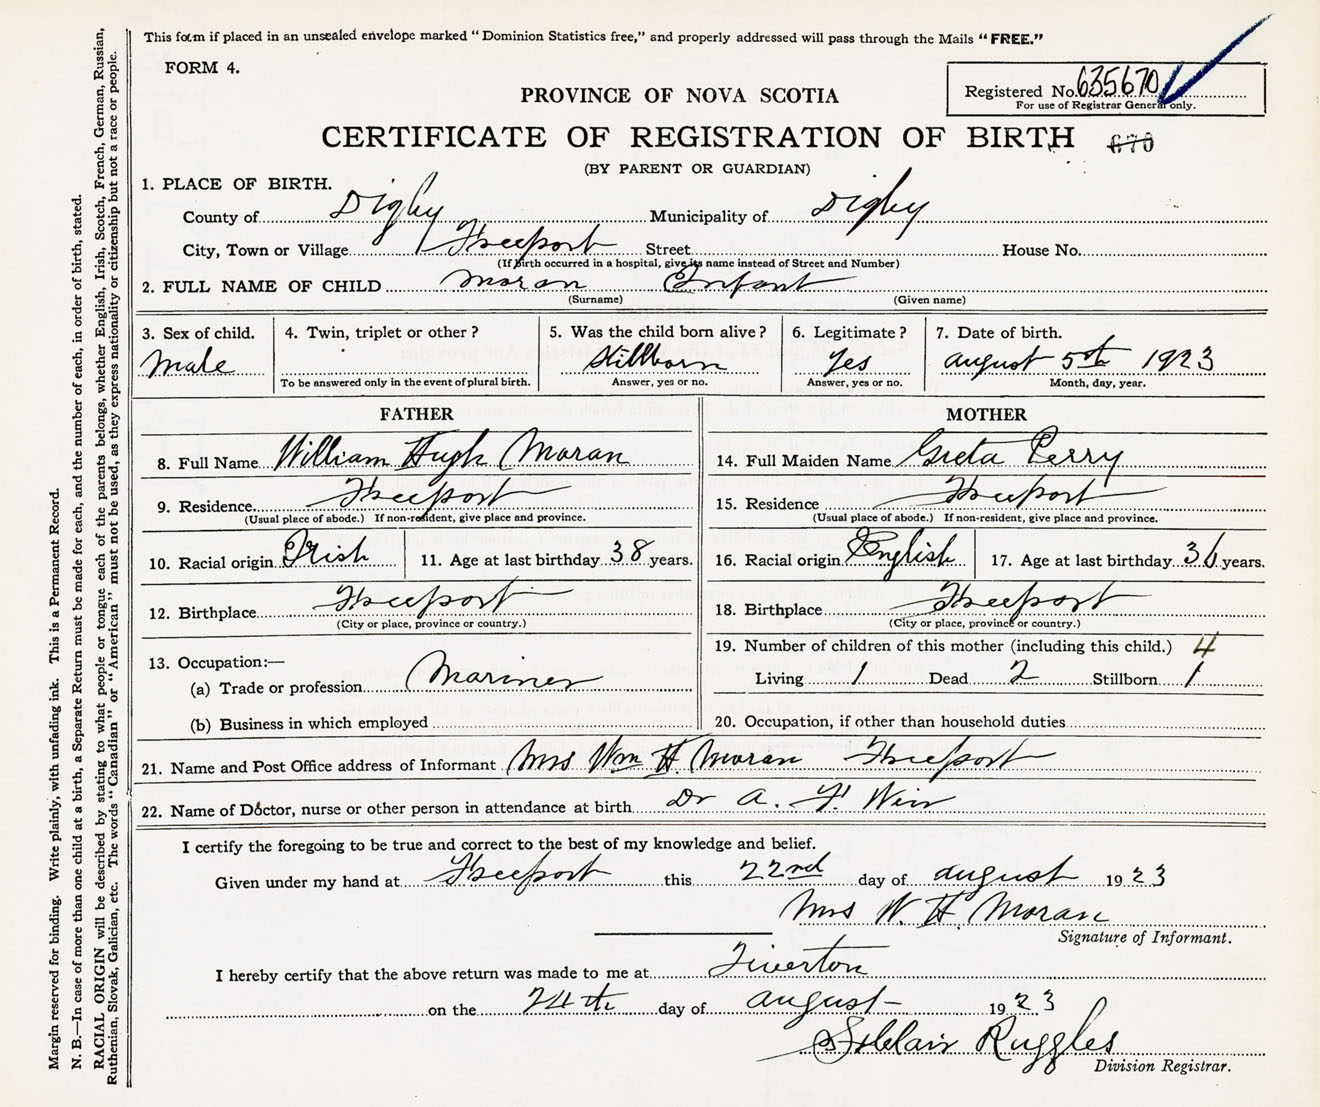 This form if placed in an unsealed envelope marked "Dominion Statistics free," and properly addressed will pass through the Mails "FREE."
FORM 4.
Registered No. 635670
For use of Registrar General only.
PROVINCE OF NOVA SCOTIA
CERTIFICATE OF REGISTRATION OF BIRTH 670
(BY PARENT OR GUARDIAN)
1. PLACE OF BIRTH.
County of Digby Municipality of Digby
City, Town or Village Freeport Street House No.
(If birth occurred in a hospital, give its name instead of Street and Number)
2. FULL NAME OF CHILD Moran Infant
(Surname) (Given name)
3. Sex of child. 4. Twin, triplet or other? 5. Was the child born alive? 6. Legitimate? 7. Date of birth.
Male Stillborn Yes August 5th 1923
To be answered only in the event of plural birth. Answer, yes or no. Answer, yes or no. Month, day, year.
FATHER
8. Full Name William Hugh Moran
9. Residence Freeport
(Usual place of abode.) If non-resident, give place and province.
10. Racial origin Irish 11. Age at last birthday 38 years.
12. Birthplace Freeport
(City or place, province or country.)
13. Occupation:—
(a) Trade or profession Mariner
(b) Business in which employed
MOTHER
14. Full Maiden Name Greta Perry
15. Residence Freeport
(Usual place of abode.) If non-resident, give place and province.
16. Racial origin English 17. Age at last birthday 36 years.
18. Birthplace Freeport
(City or place, province or country.)
19. Number of children of this mother (including this child.) 4
Living 1 Dead 2 Stillborn 1
20. Occupation, if other than household duties
21. Name and Post Office address of Informant Mrs Wm H. Moran Freeport
22. Name of Doctor, nurse or other person in attendance at birth Dr A. F. Weir
I certify the foregoing to be true and correct to the best of my knowledge and belief.
Given under my hand at Freeport this 22nd day of August 1923
Mrs W. H. Moran
Signature of Informant.
I hereby certify that the above return was made to me at Tiverton
on the 24th day of August 1923
Ruggles
Division Registrar.
Margin reserved for binding. Write plainly, with unfading ink. This is a Permanent Record.
N. B.—In case of more than one child at a birth, a Separate Return must be made for each, and the number of each, in order of birth, stated.
RACIAL ORIGIN will be described by stating to what people or tongue each of the parents belongs, whether English, Irish, Scotch, French, German, Russian,
Ruthenian, Slovak, Galician, etc. The words "Canadian" or "American" must not be used, as they express nationality or citizenship but not a race or people.